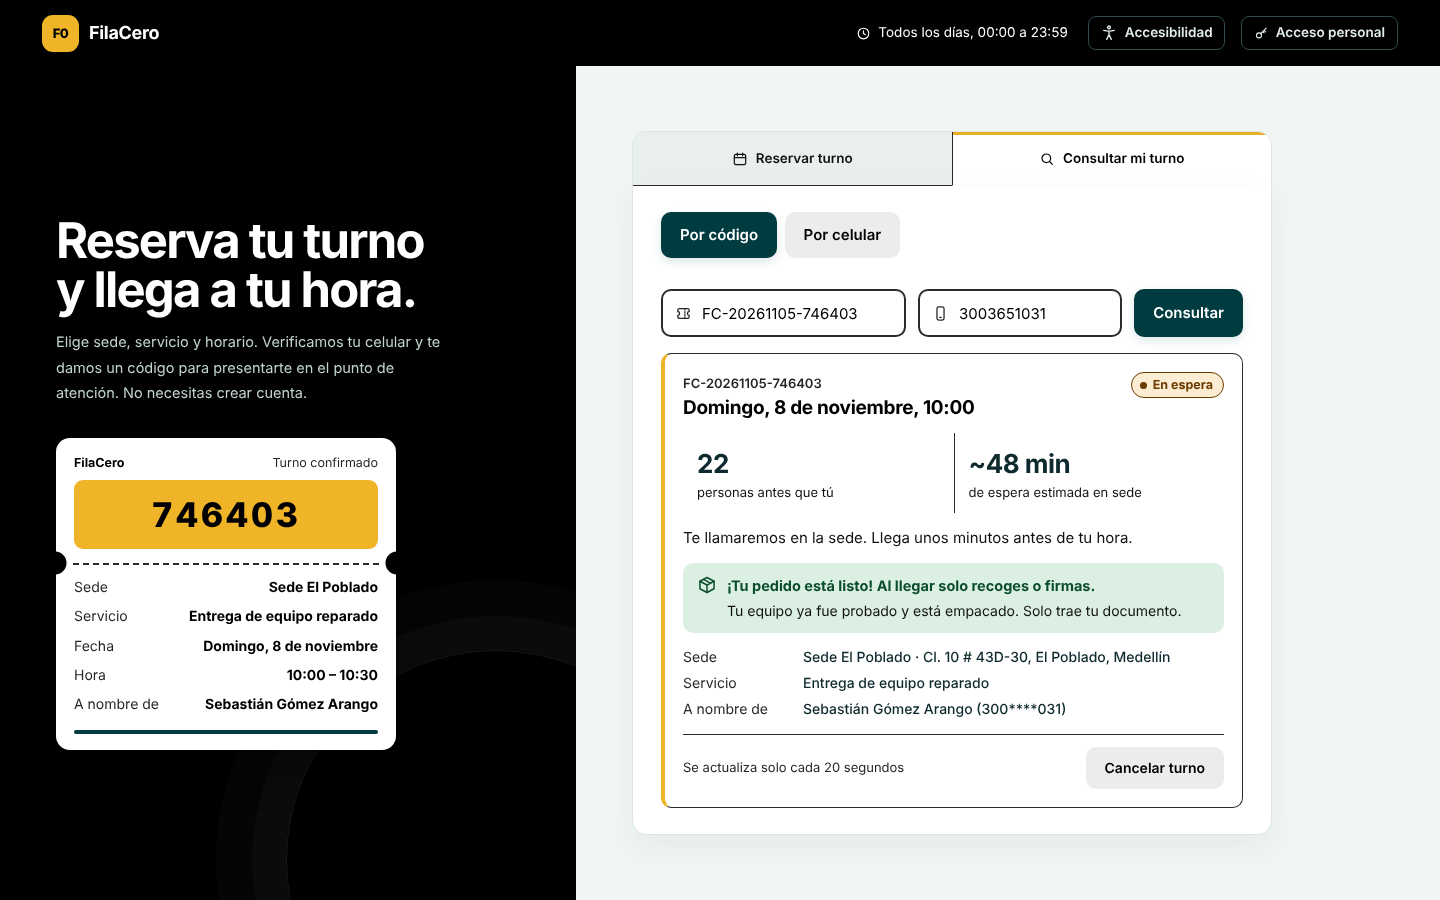 F0 FilaCero
Todos los días, 00:00 a 23:59
Accesibilidad
Acceso personal
Reserva tu turno
y llega a tu hora.
Elige sede, servicio y horario. Verificamos tu celular y te
damos un código para presentarte en el punto de
atención. No necesitas crear cuenta.
FilaCero Turno confirmado
746403
Sede Sede El Poblado
Servicio Entrega de equipo reparado
Fecha Domingo, 8 de noviembre
Hora 10:00 – 10:30
A nombre de Sebastián Gómez Arango
Reservar turno
Consultar mi turno
Por código
Por celular
FC-20261105-746403
3003651031
Consultar
FC-20261105-746403
En espera
Domingo, 8 de noviembre, 10:00
22
personas antes que tú
~48 min
de espera estimada en sede
Te llamaremos en la sede. Llega unos minutos antes de tu hora.
¡Tu pedido está listo! Al llegar solo recoges o firmas.
Tu equipo ya fue probado y está empacado. Solo trae tu documento.
Sede Sede El Poblado · Cl. 10 # 43D-30, El Poblado, Medellín
Servicio Entrega de equipo reparado
A nombre de Sebastián Gómez Arango (300****031)
Se actualiza solo cada 20 segundos
Cancelar turno